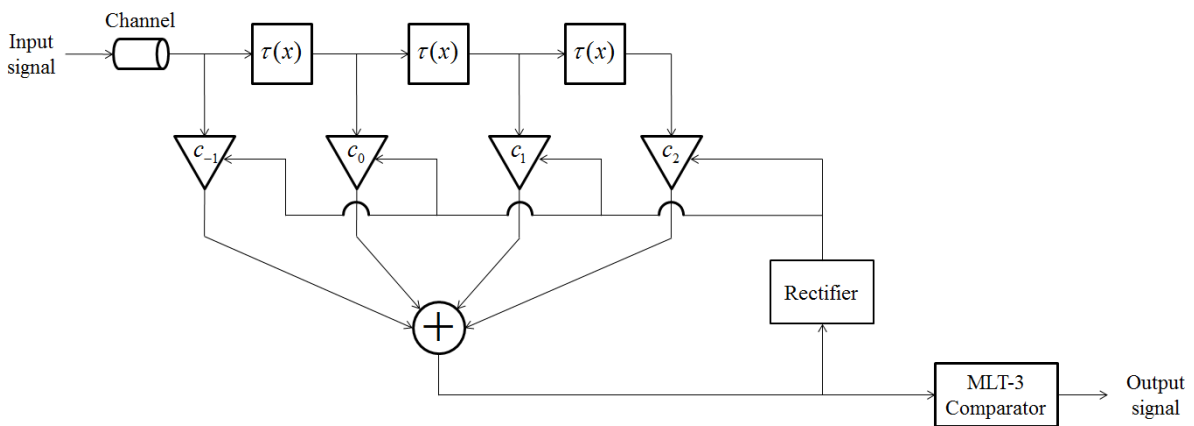 Channel
Input
signal
τ(x)
τ(x)
τ(x)
c₋₁
c₀
c₁
c₂
Rectifier
+
MLT-3
Comparator
Output
signal